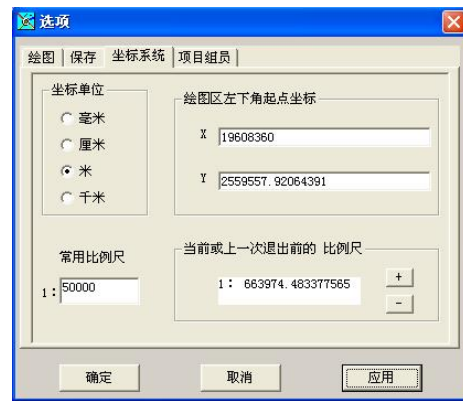 选项
绘图 保存 坐标系统 项目组员
坐标单位
毫米
厘米
米
千米
绘图区左下角起点坐标
X 19608360
Y 2559557.92064391
常用比例尺
1: 50000
当前或上一次退出前的 比例尺
1: 663974.483377565
+
-
确定 取消 应用